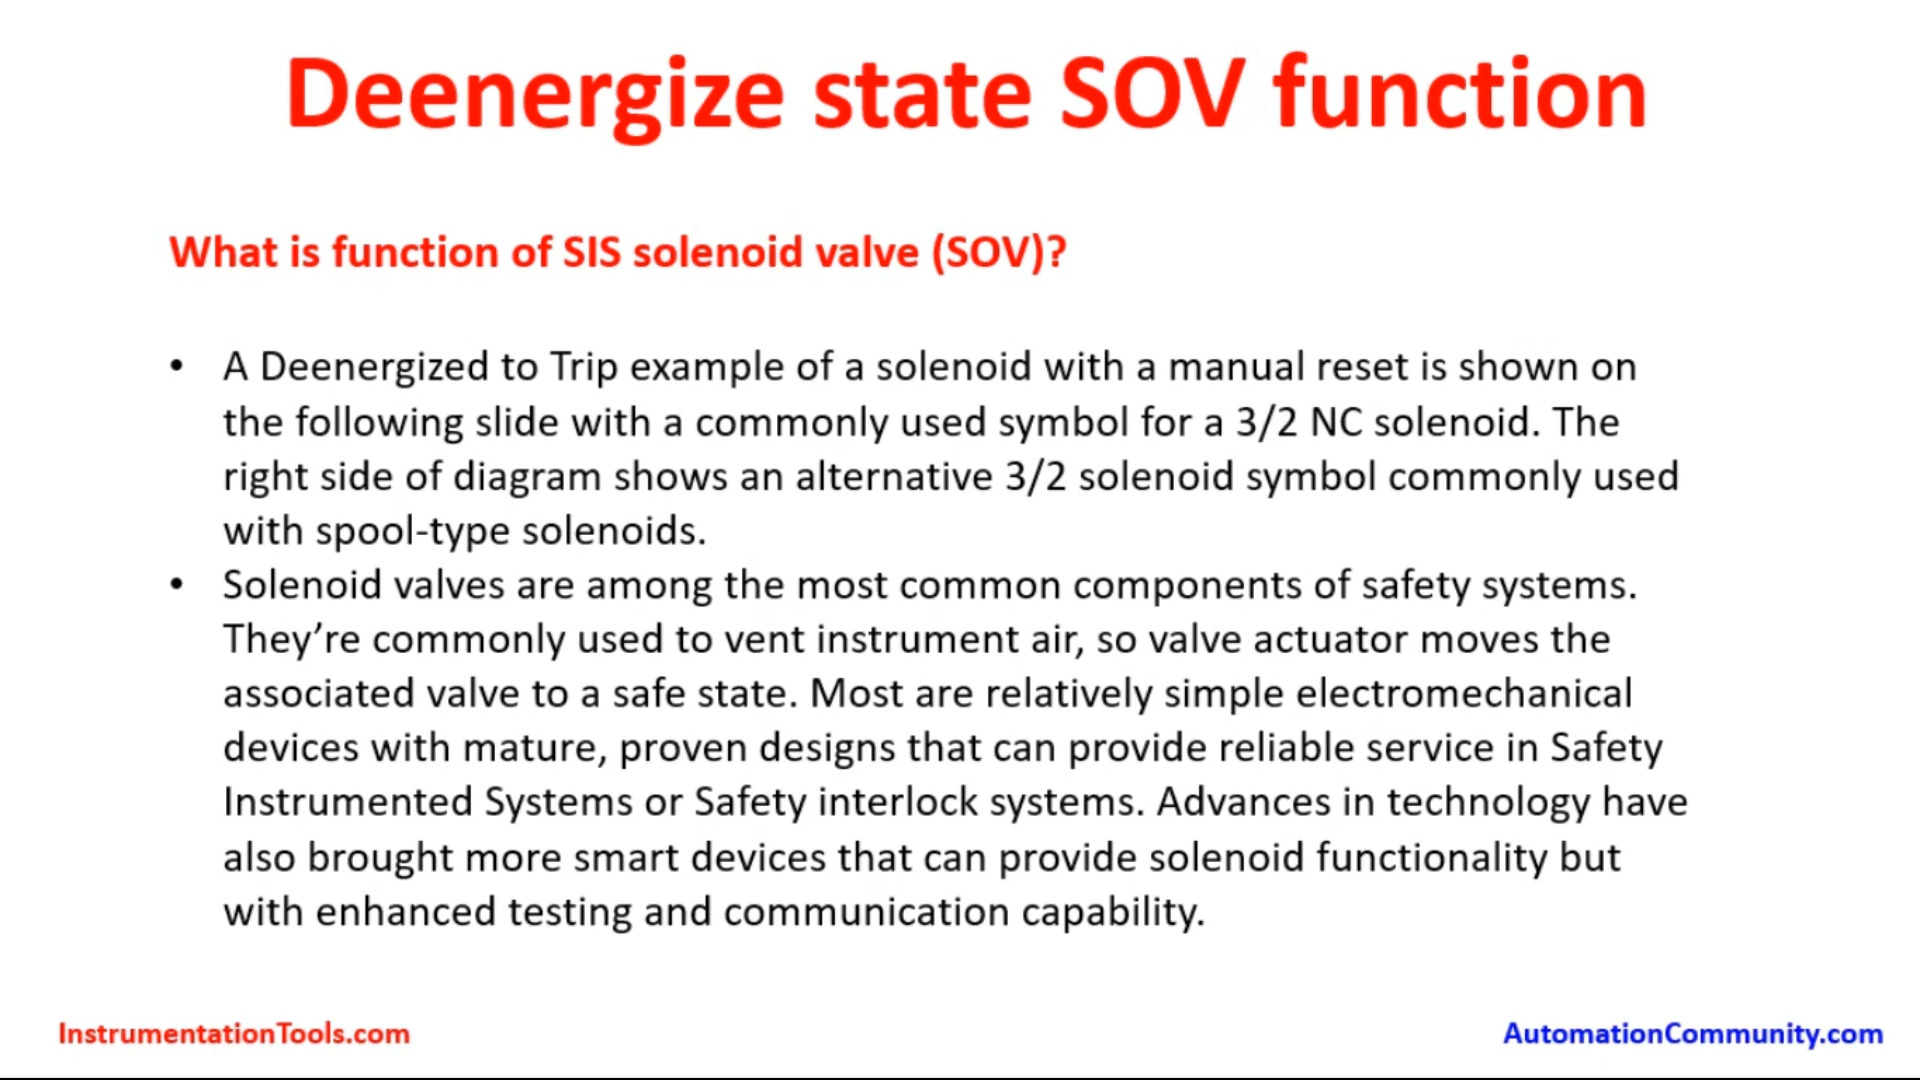 Deenergize state SOV function
What is function of SIS solenoid valve (SOV)?
• A Deenergized to Trip example of a solenoid with a manual reset is shown on
the following slide with a commonly used symbol for a 3/2 NC solenoid. The
right side of diagram shows an alternative 3/2 solenoid symbol commonly used
with spool-type solenoids.
• Solenoid valves are among the most common components of safety systems.
They’re commonly used to vent instrument air, so valve actuator moves the
associated valve to a safe state. Most are relatively simple electromechanical
devices with mature, proven designs that can provide reliable service in Safety
Instrumented Systems or Safety interlock systems. Advances in technology have
also brought more smart devices that can provide solenoid functionality but
with enhanced testing and communication capability.
InstrumentationTools.com
AutomationCommunity.com